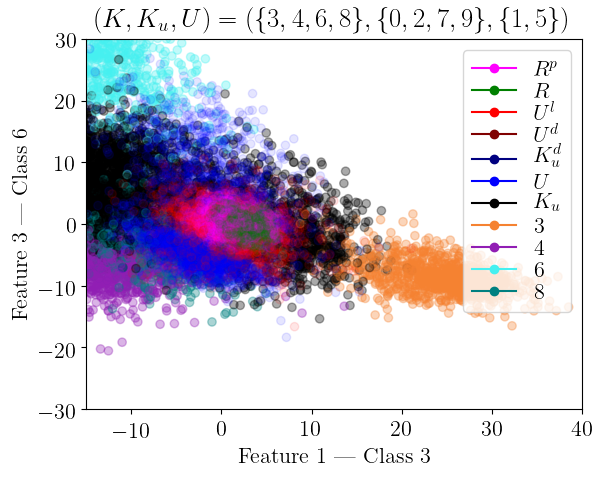 (K, K_u, U) = ({3, 4, 6, 8}, {0, 2, 7, 9}, {1, 5})
Feature 3 — Class 6
30
20
10
0
−10
−20
−30
R^p
R
U^l
U^d
K_u^d
U
K_u
3
4
6
8
−10 0 10 20 30 40
Feature 1 — Class 3